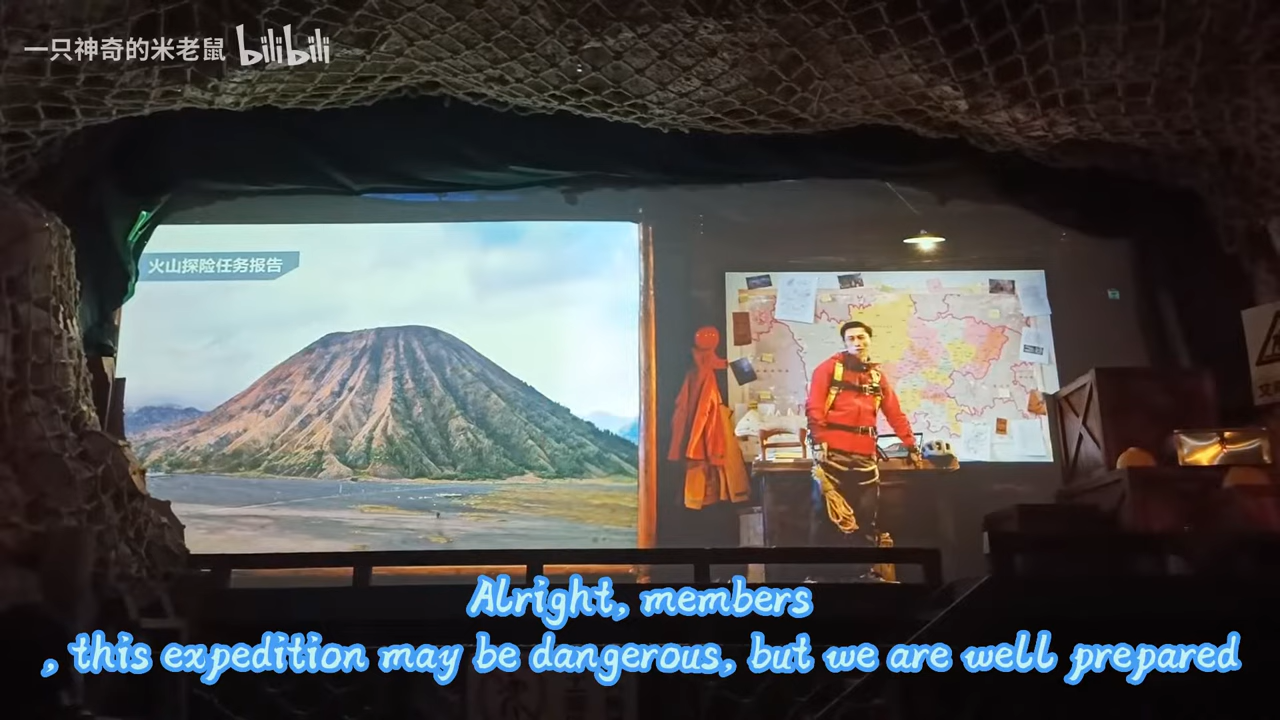 一只神奇的米老鼠 bilibili
火山探险任务报告
Alright, members
, this expedition may be dangerous, but we are well prepared